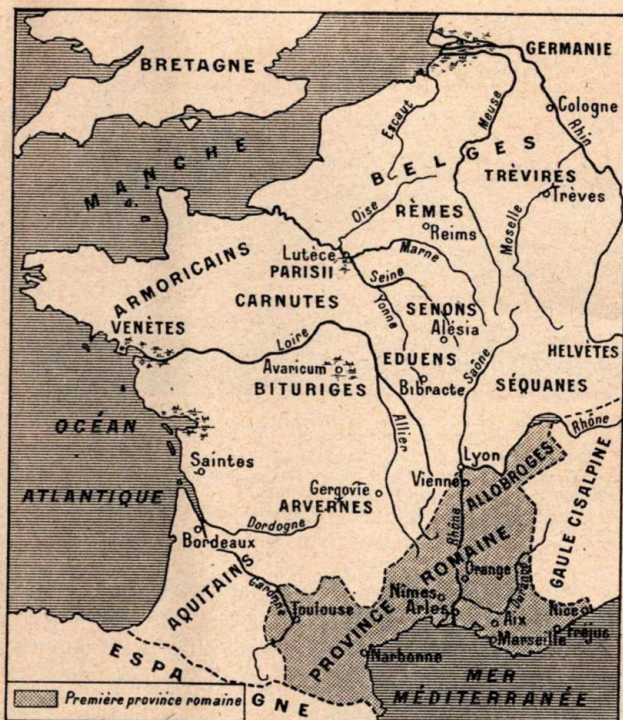 GERMANIE
BRETAGNE
Cologne
Escaut
Meuse
Rhin
MANCHE
BELGES
TRÈVIRES
Trèves
Oise
RÈMES
Reims
Moselle
Lutèce
PARISII
Marne
ARMORICAINS
Seine
CARNUTES
Yonne
SENONS
Alésia
VENÈTES
Loire
HELVÈTES
EDUENS
Saône
Avaricum
BITURIGES
Bibracte
SÉQUANES
OCÉAN
ATLANTIQUE
Allier
Rhône
Saintes
Lyon
Vienne
ALLOBROGES
Gergovie
ARVERNES
GAULE CISALPINE
Dordogne
Bordeaux
Rhône
Orange
Durance
AQUITAINS
Garonne
Toulouse
PROVINCE ROMAINE
Nîmes
Arles
Aix
Nice
Marseille
Fréjus
Narbonne
ESPAGNE
MER
MÉDITERRANÉE
Première province romaine